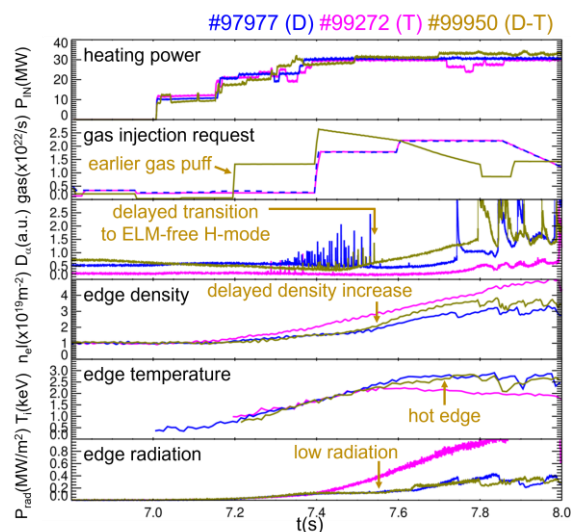 #97977 (D) #99272 (T) #99950 (D-T)
P_IN(MW)
40
30
20
10
0
heating power
gas(x10^22/s)
2.5
2.0
1.5
1.0
0.5
0.0
gas injection request
earlier gas puff
D_α(a.u.)
2.5
2.0
1.5
1.0
0.5
0.0
delayed transition
to ELM-free H-mode
n_el(x10^19m^-2)
5
4
3
2
1
0
edge density
delayed density increase
T_i(keV)
3.0
2.5
2.0
1.5
1.0
0.5
0.0
edge temperature
hot edge
P_rad(MW/m^2)
0.8
0.6
0.4
0.2
0.0
edge radiation
low radiation
7.0 7.2 7.4 7.6 7.8 8.0
t(s)